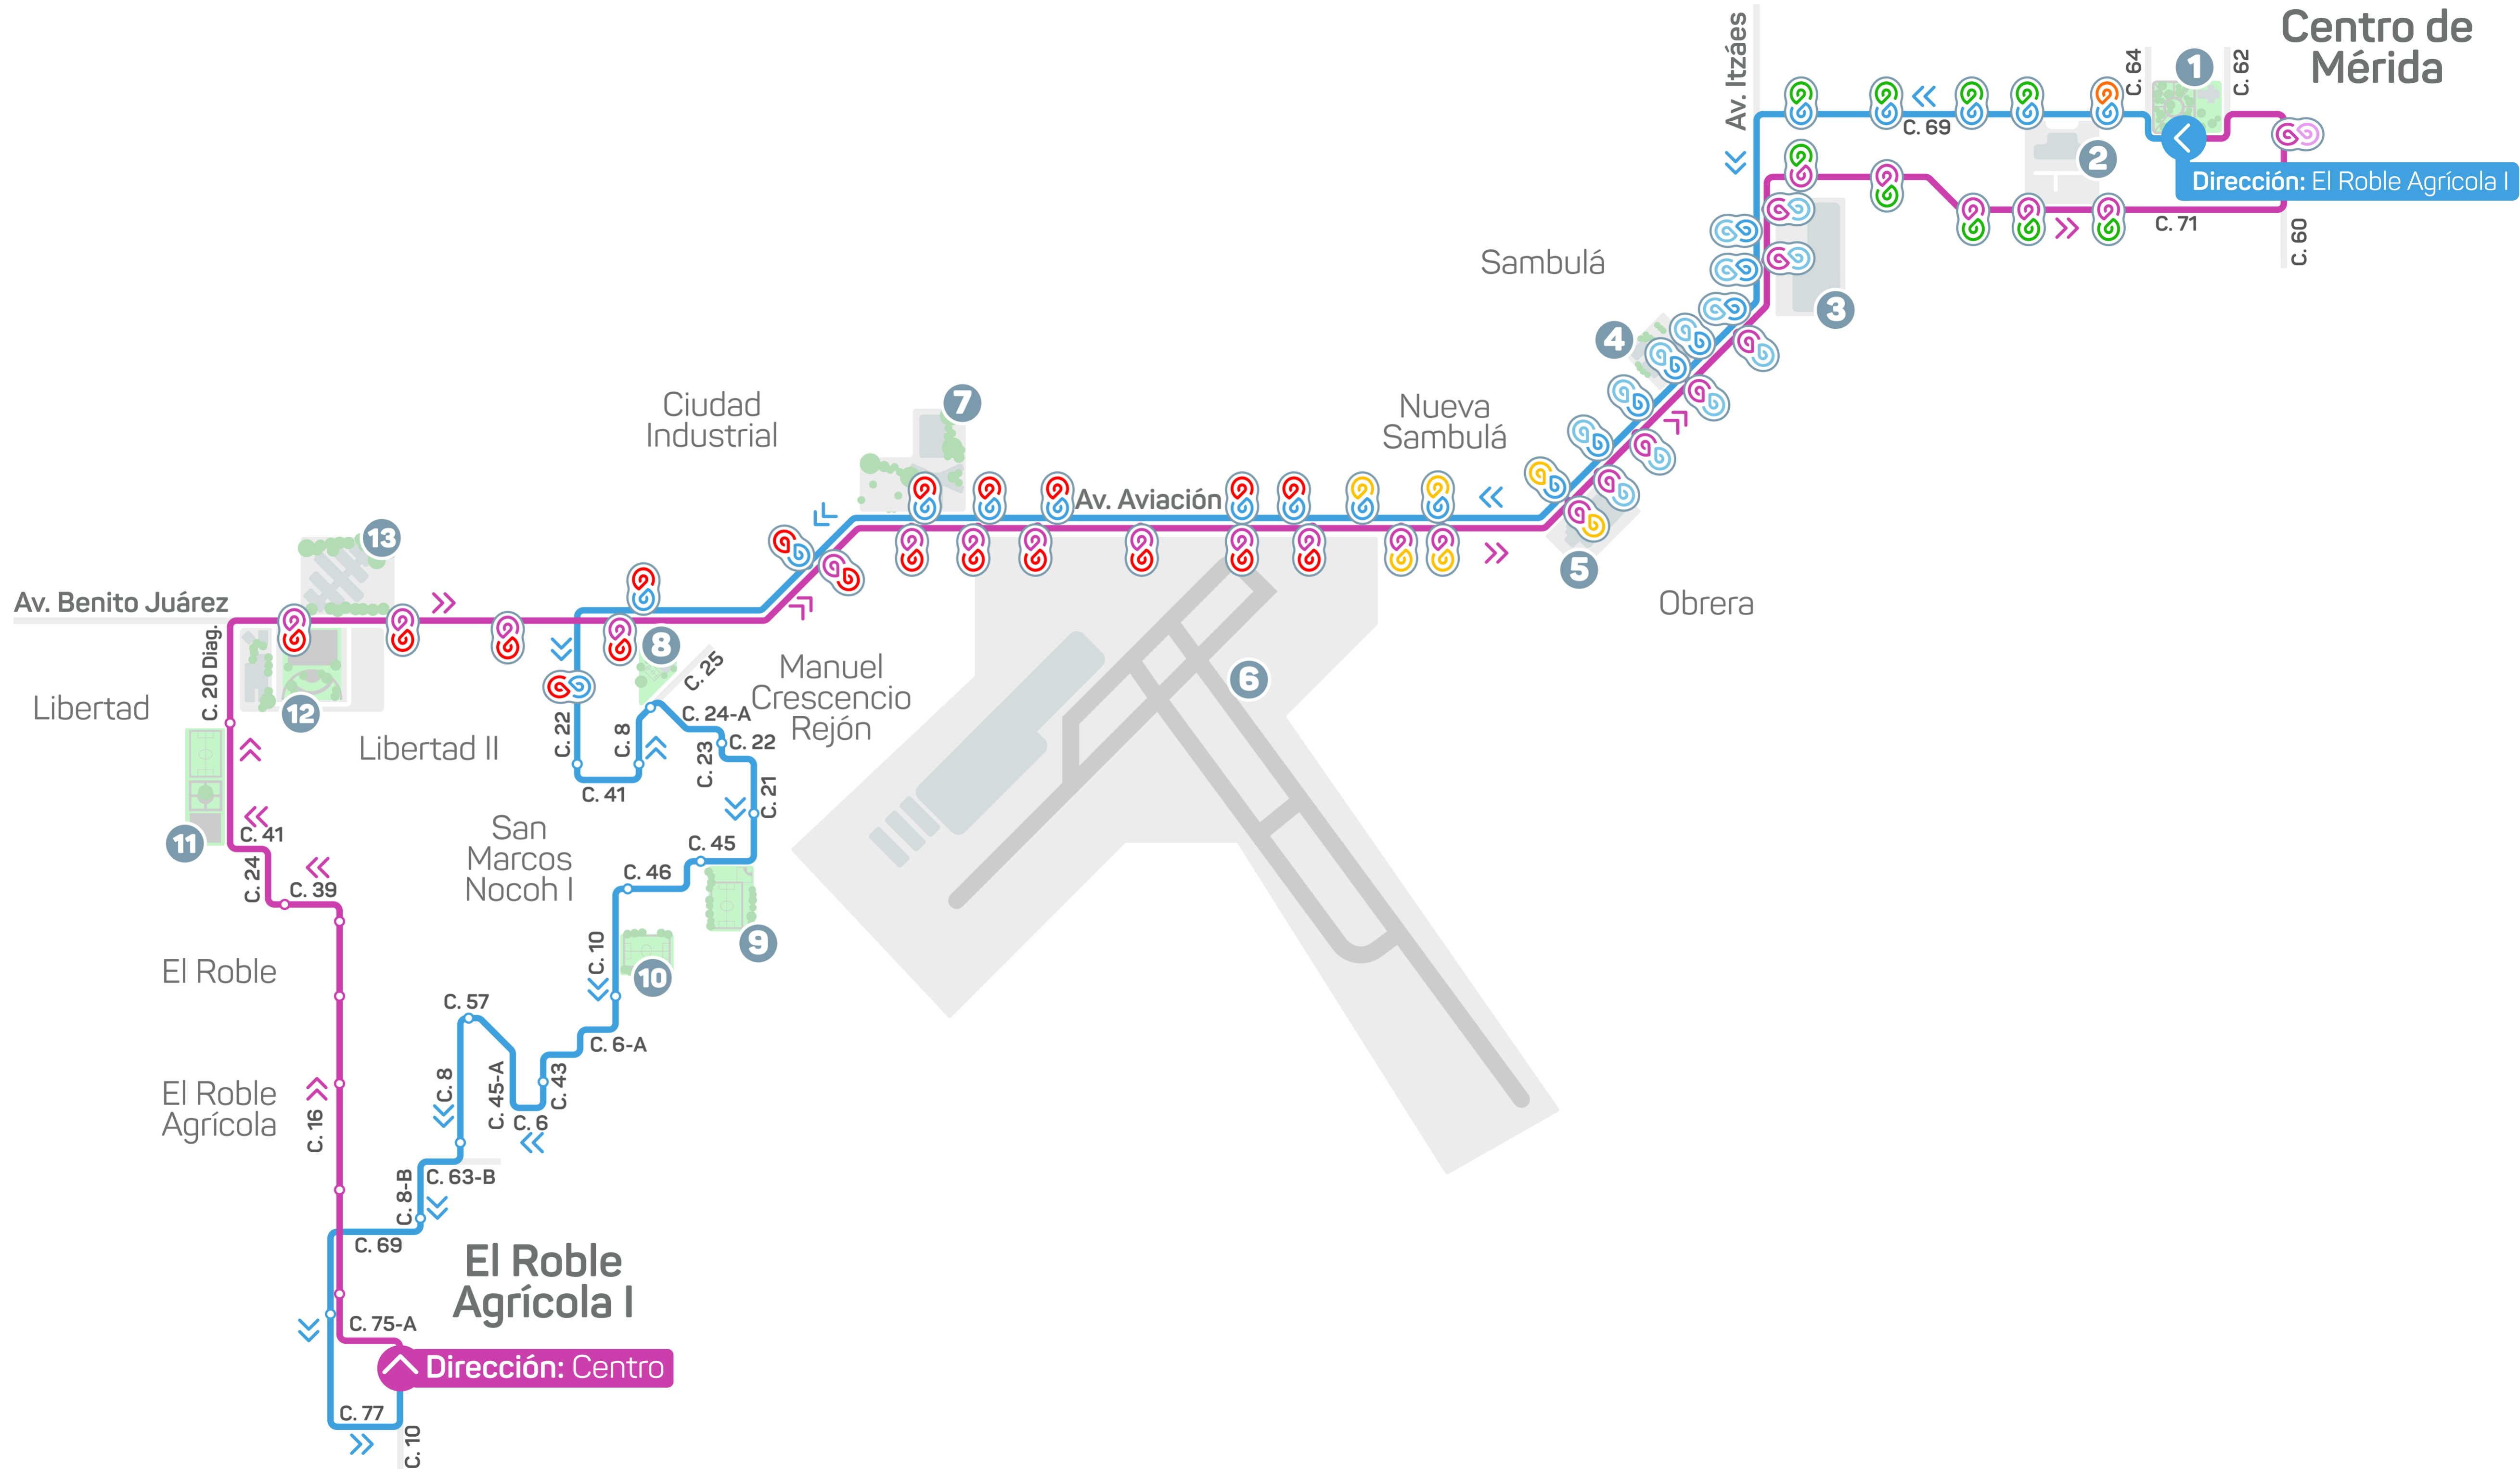 Centro de
Mérida
Av. Itzáes
C. 64
C. 62
1
C. 69
2
Dirección: El Roble Agrícola I
C. 71
C. 60
Sambulá
3
4
Ciudad
Industrial
7
Nueva
Sambulá
Av. Aviación
13
5
Av. Benito Juárez
Obrera
8
C. 25
C. 20 Diag.
Libertad
12
Manuel
Crescencio
Rejón
6
Libertad II
C. 22
C. 8
C. 24-A
C. 23
C. 22
C. 41
C. 21
11
C. 41
San
Marcos
Nocoh I
C. 45
C. 24
C. 39
C. 46
9
C. 10
10
El Roble
C. 57
C. 6-A
El Roble
Agrícola
C. 16
C. 8
C. 45-A
C. 43
C. 6
C. 8-B
C. 63-B
C. 69
El Roble
Agrícola I
C. 75-A
Dirección: Centro
C. 77
C. 10